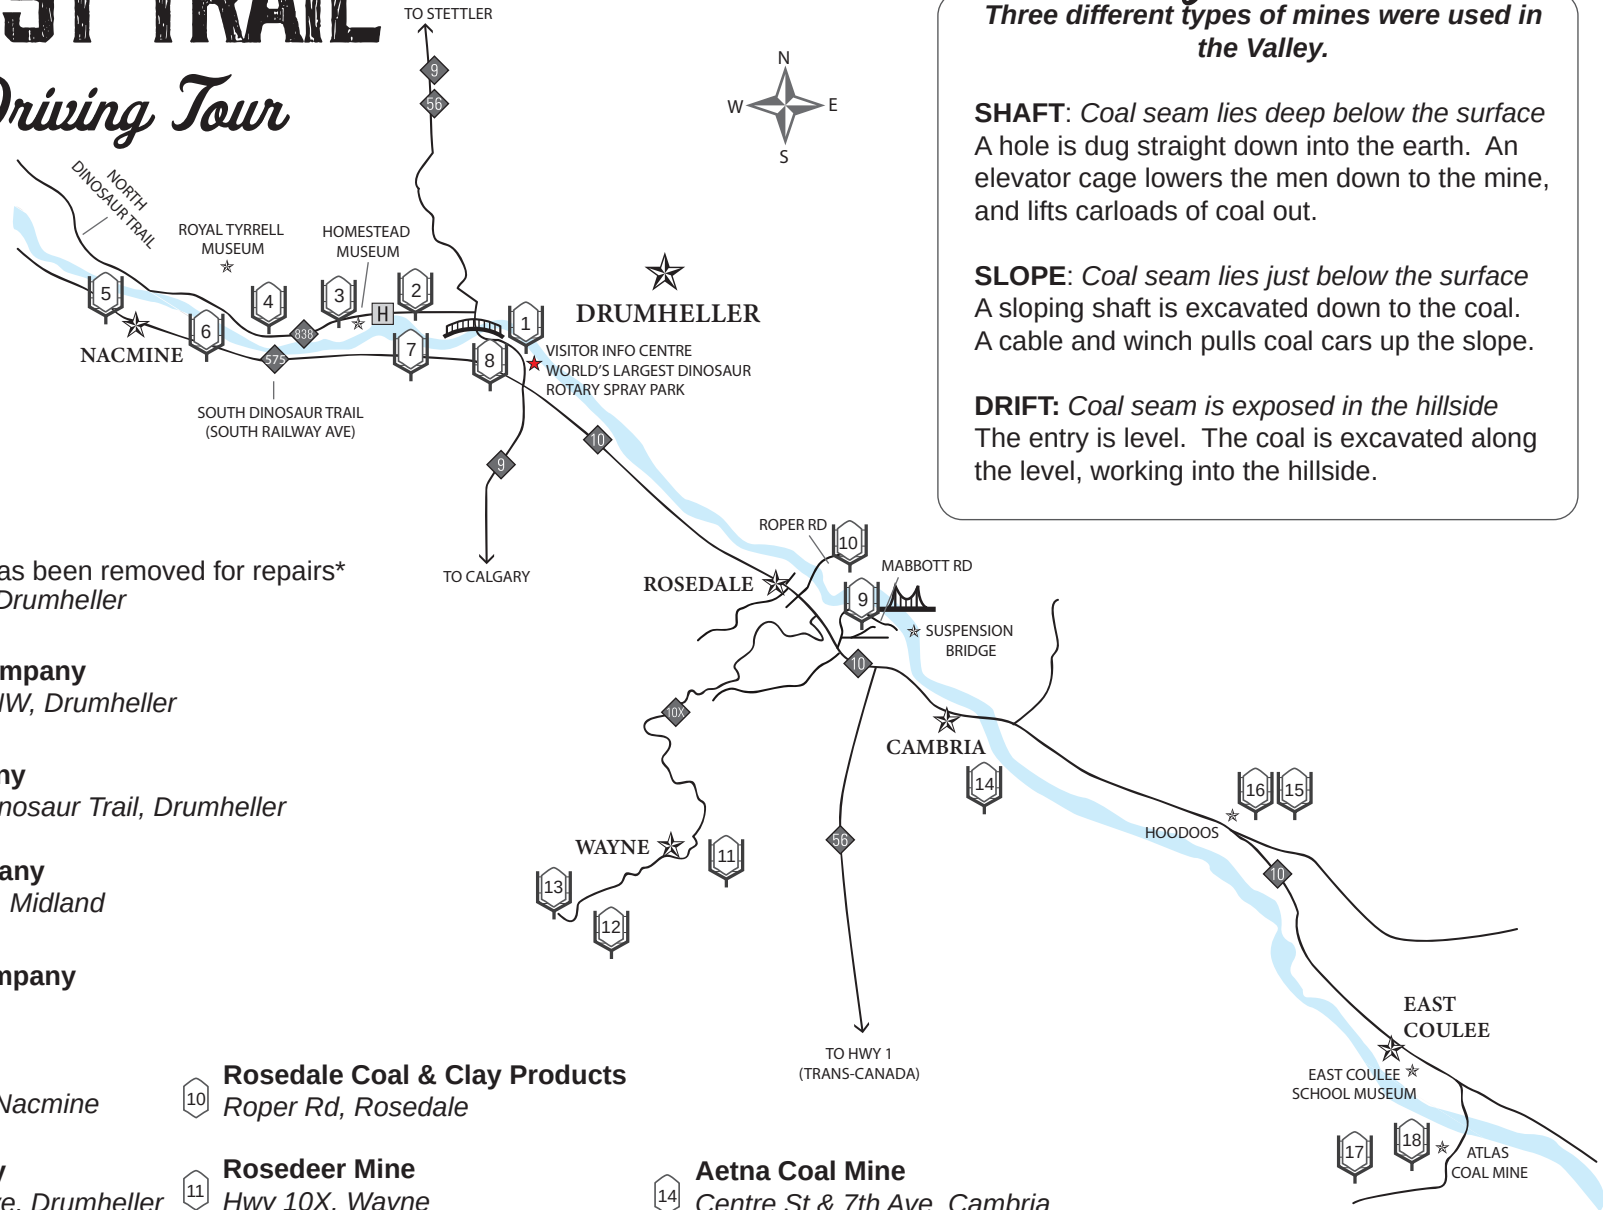 ST TRAIL
Driving Tour
TO STETTLER
9
56
N
W
E
S
Three different types of mines were used in
the Valley.
SHAFT: Coal seam lies deep below the surface
A hole is dug straight down into the earth. An
elevator cage lowers the men down to the mine,
and lifts carloads of coal out.
SLOPE: Coal seam lies just below the surface
A sloping shaft is excavated down to the coal.
A cable and winch pulls coal cars up the slope.
DRIFT: Coal seam is exposed in the hillside
The entry is level. The coal is excavated along
the level, working into the hillside.
NORTH
DINOSAUR TRAIL
ROYAL TYRRELL
MUSEUM
HOMESTEAD
MUSEUM
5
4
3
H
2
1
6
838
575
7
8
NACMINE
DRUMHELLER
VISITOR INFO CENTRE
WORLD'S LARGEST DINOSAUR
ROTARY SPRAY PARK
SOUTH DINOSAUR TRAIL
(SOUTH RAILWAY AVE)
10
9
TO CALGARY
ROPER RD
10
MABBOTT RD
ROSEDALE
9
SUSPENSION
BRIDGE
10
10X
CAMBRIA
14
16
15
HOODOOS
56
10
WAYNE
11
13
12
TO HWY 1
(TRANS-CANADA)
EAST
COULEE
EAST COULEE
SCHOOL MUSEUM
17
18
ATLAS
COAL MINE
as been removed for repairs*
Drumheller
mpany
NW, Drumheller
ny
nosaur Trail, Drumheller
any
Midland
mpany
Nacmine
y
ve, Drumheller
10
Rosedale Coal & Clay Products
Roper Rd, Rosedale
11
Rosedeer Mine
Hwy 10X, Wayne
14
Aetna Coal Mine
Centre St & 7th Ave, Cambria